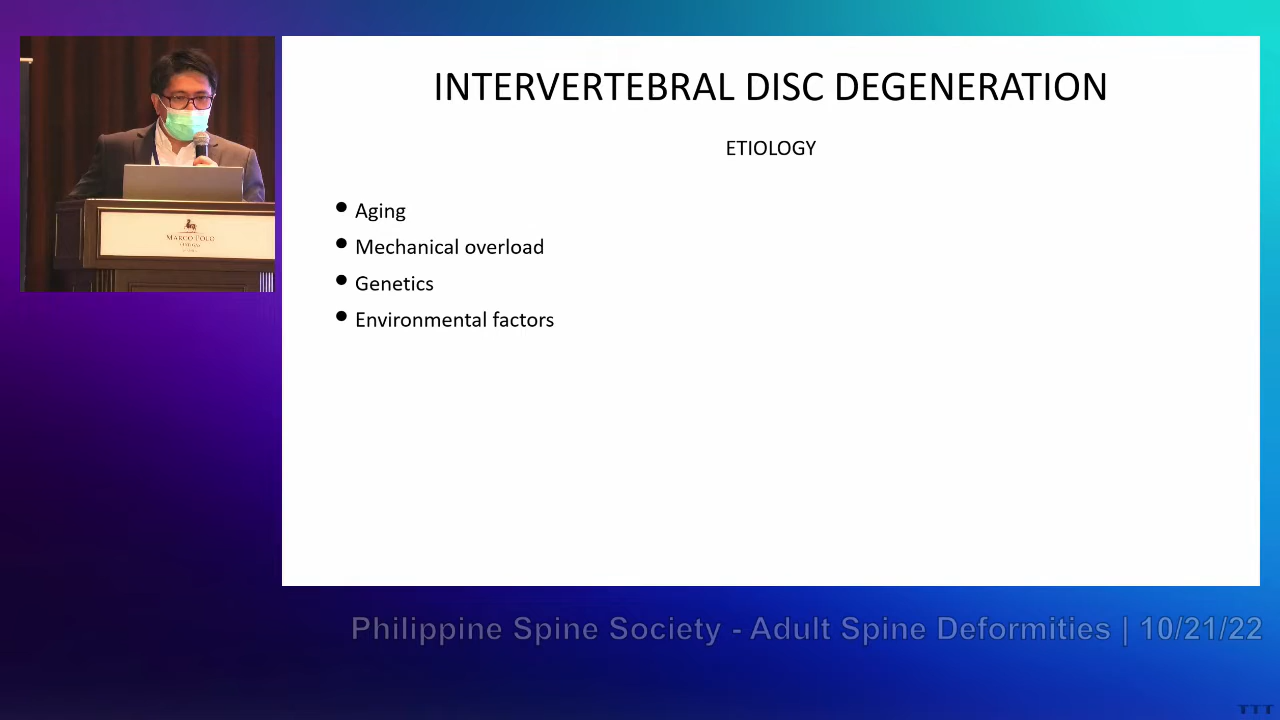 INTERVERTEBRAL DISC DEGENERATION
ETIOLOGY
Aging
Mechanical overload
Genetics
Environmental factors
MARCO POLO
Philippine Spine Society - Adult Spine Deformities | 10/21/22
TTT